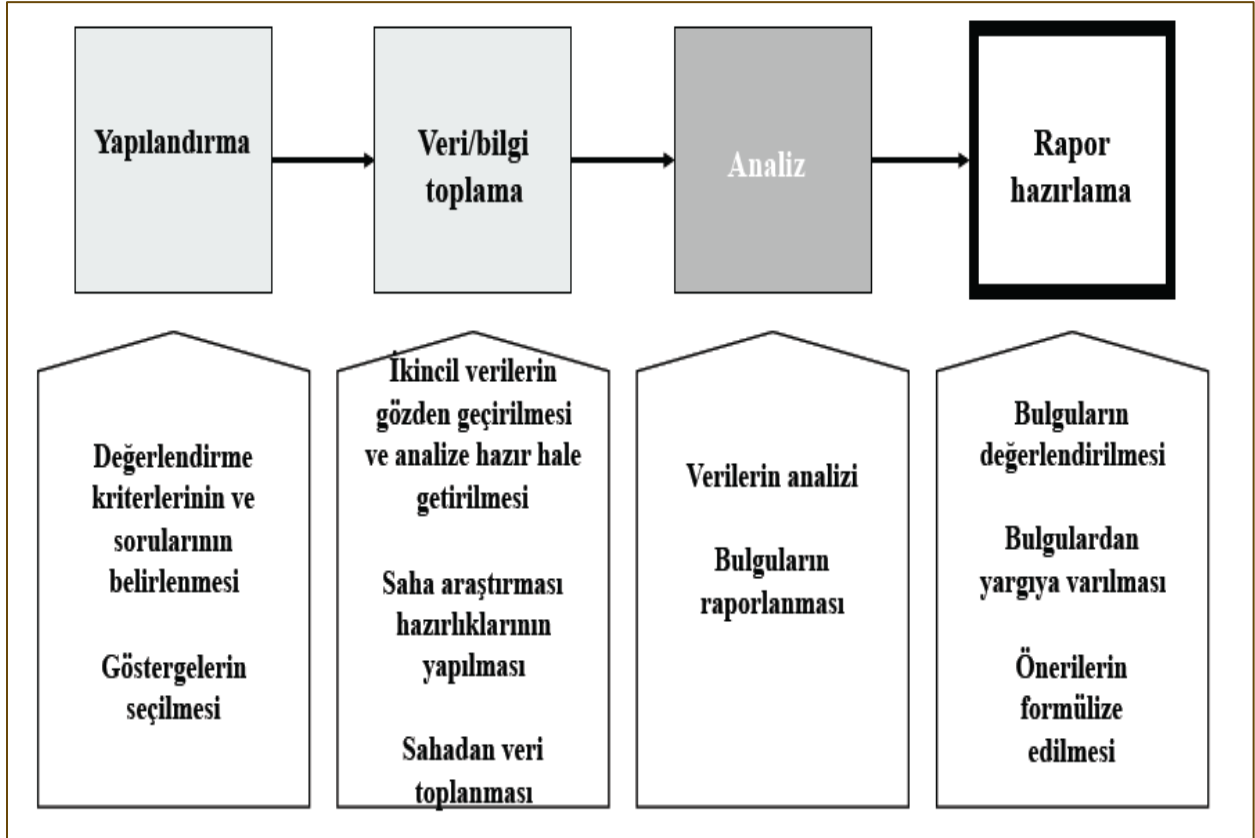 Yapılandırma
Veri/bilgi
toplama
Analiz
Rapor
hazırlama
Değerlendirme
kriterlerinin ve
sorularının
belirlenmesi
Göstergelerin
seçilmesi
İkincil verilerin
gözden geçirilmesi
ve analize hazır hale
getirilmesi
Saha araştırması
hazırlıklarının
yapılması
Sahadan veri
toplanması
Verilerin analizi
Bulguların
raporlanması
Bulguların
değerlendirilmesi
Bulgulardan
yargıya varılması
Önerilerin
formülize
edilmesi